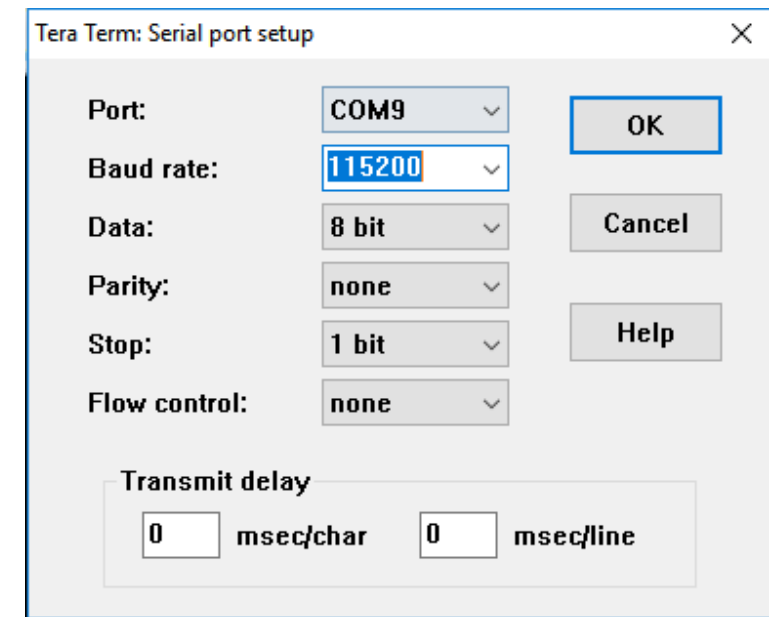 Tera Term: Serial port setup
Port: COM9 OK
Baud rate: 115200
Data: 8 bit Cancel
Parity: none
Stop: 1 bit Help
Flow control: none
Transmit delay
0 msec/char 0 msec/line